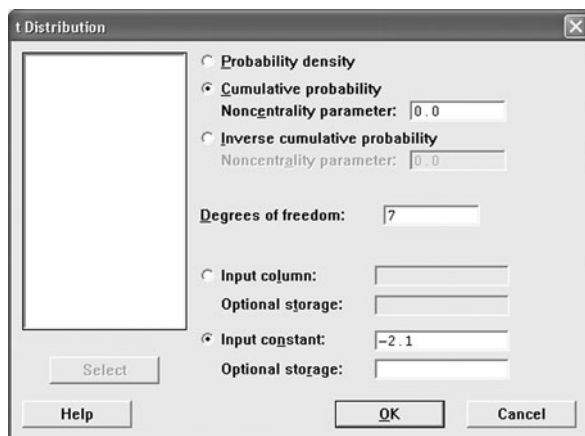 t Distribution
Probability density
Cumulative probability
Noncentrality parameter: 0.0
Inverse cumulative probability
Noncentrality parameter: 0.0
Degrees of freedom: 7
Input column:
Optional storage:
Input constant: -2.1
Optional storage:
Select
Help
OK
Cancel